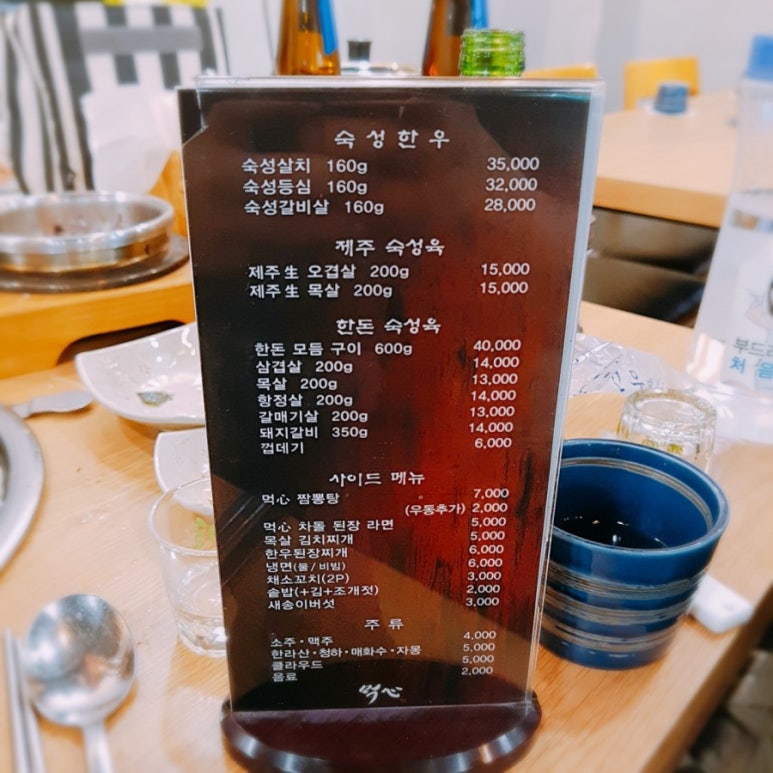 숙성한우
숙성살치 160g 35,000
숙성등심 160g 32,000
숙성갈비살 160g 28,000
제주 숙성육
제주生 오겹살 200g 15,000
제주生 목살 200g 15,000
한돈 숙성육
한돈 모듬 구이 600g 40,000
삼겹살 200g 14,000
목살 200g 13,000
항정살 200g 14,000
갈매기살 200g 13,000
돼지갈비 350g 14,000
껍데기 6,000
사이드 메뉴
먹心 짬뽕탕 7,000
(우동추가) 2,000
먹心 차돌 된장 라면 5,000
목살 김치찌개 5,000
한우된장찌개 6,000
냉면(물/비빔) 6,000
채소꼬치(2P) 3,000
솥밥(+김+조개젓) 2,000
새송이버섯 3,000
주류
소주·맥주 4,000
한라산·청하·매화수·자몽 5,000
클라우드 5,000
음료 2,000
먹心
부드러
처음